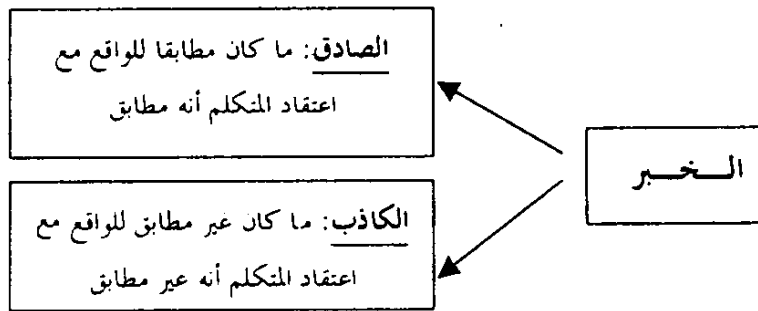 الخبر
الصادق: ما كان مطابقا للواقع مع
اعتقاد المتكلم أنه مطابق
الكاذب: ما كان غير مطابق للواقع مع
اعتقاد المتكلم أنه غير مطابق